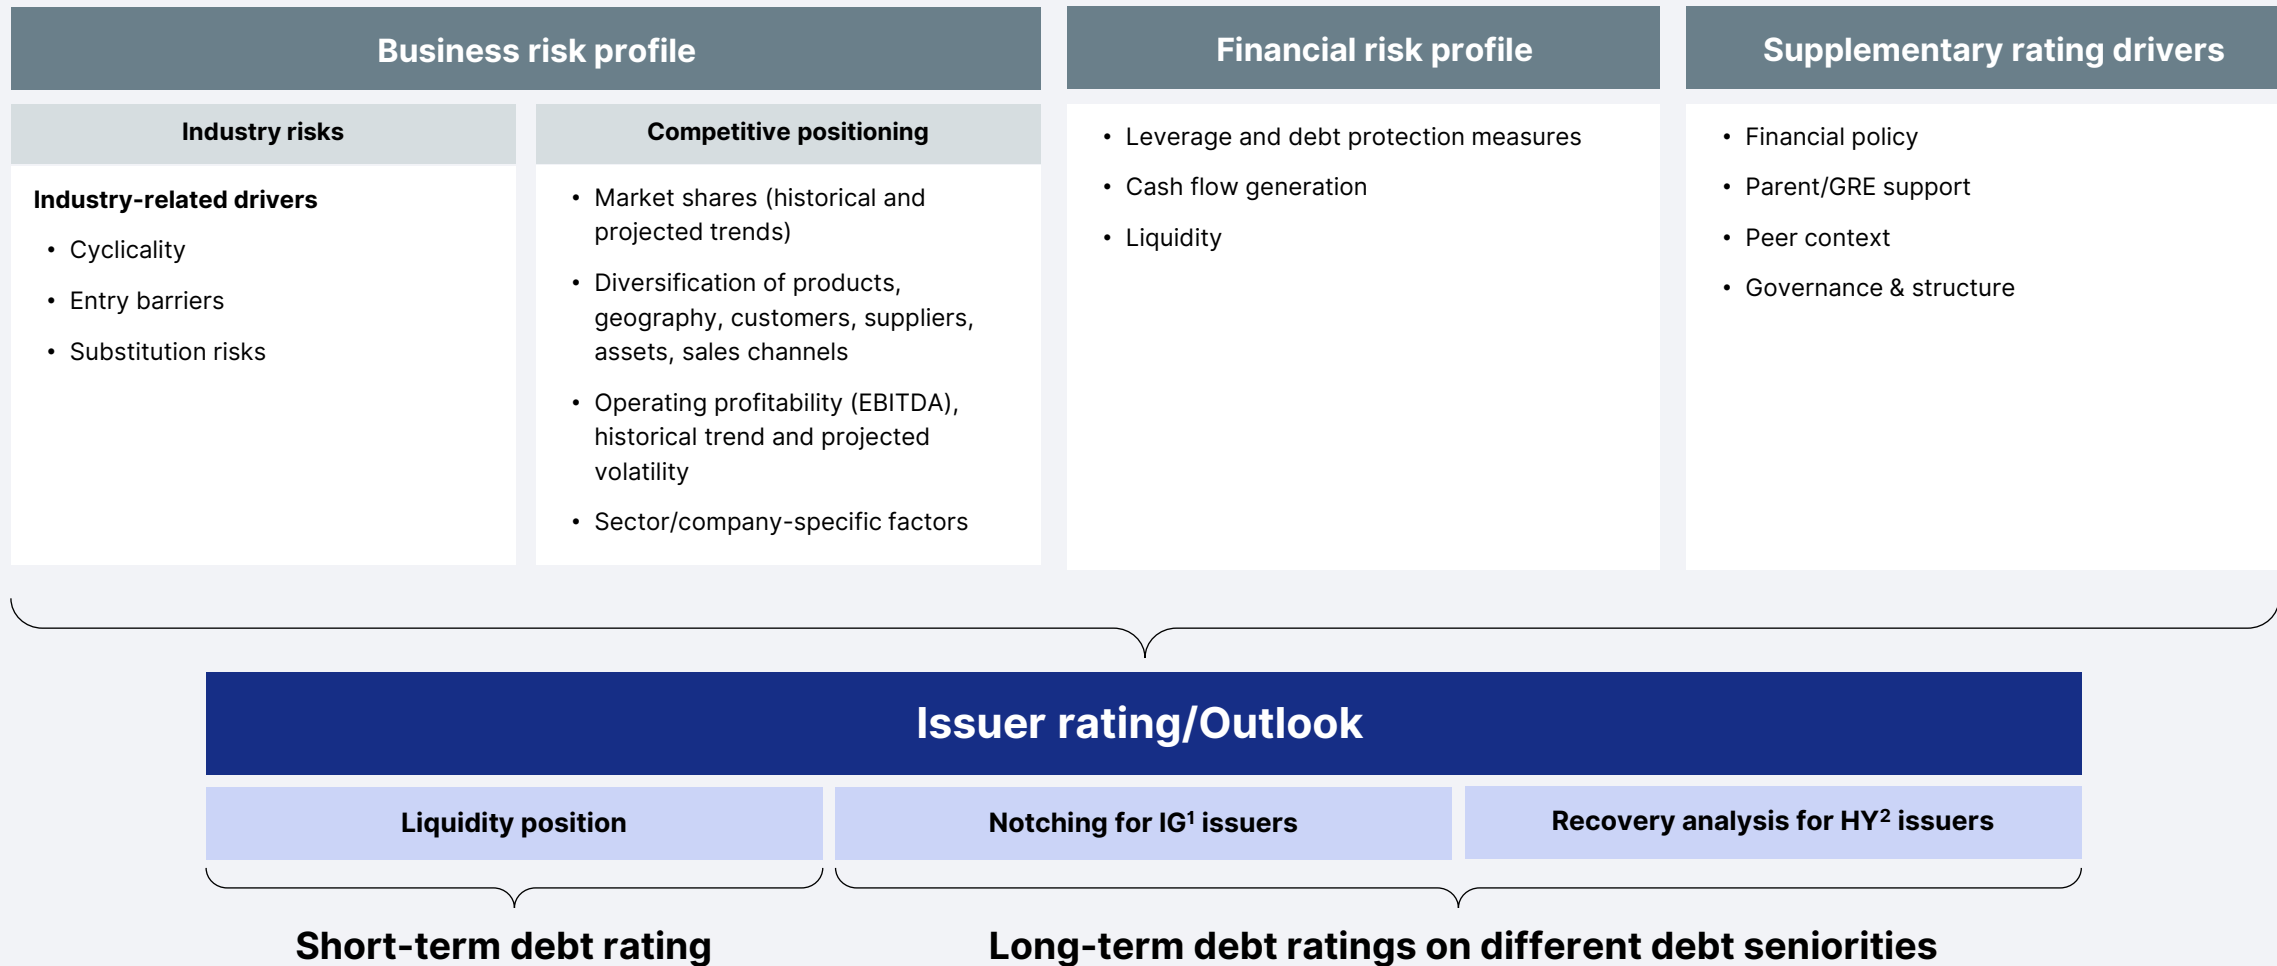 Business risk profile
Industry risks
Industry-related drivers
• Cyclicality
• Entry barriers
• Substitution risks
Competitive positioning
• Market shares (historical and
projected trends)
• Diversification of products,
geography, customers, suppliers,
assets, sales channels
• Operating profitability (EBITDA),
historical trend and projected
volatility
• Sector/company-specific factors
Financial risk profile
• Leverage and debt protection measures
• Cash flow generation
• Liquidity
Supplementary rating drivers
• Financial policy
• Parent/GRE support
• Peer context
• Governance & structure
Issuer rating/Outlook
Liquidity position
Notching for IG¹ issuers
Recovery analysis for HY² issuers
Short-term debt rating
Long-term debt ratings on different debt seniorities